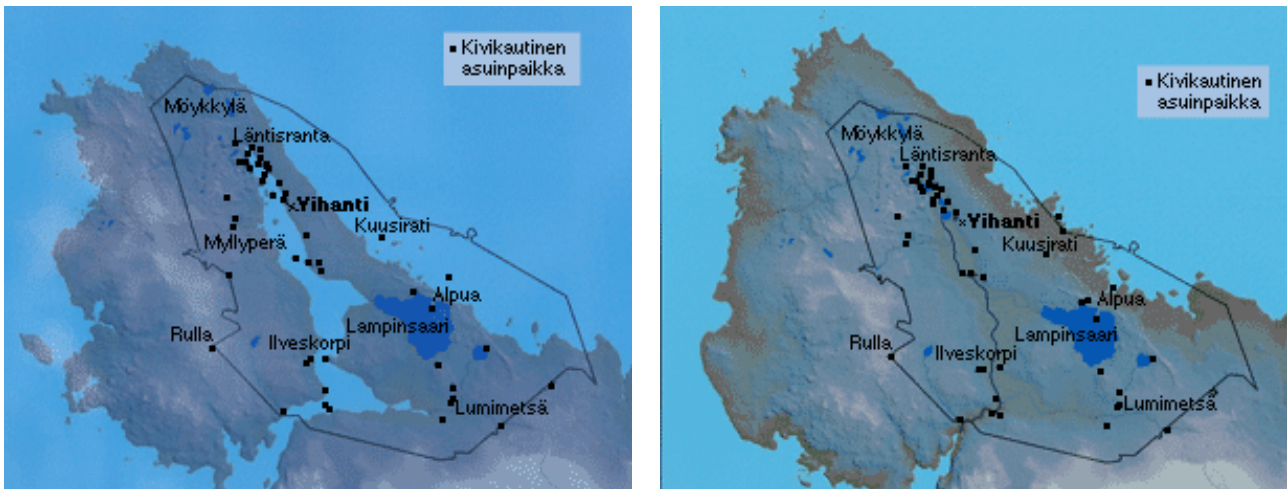 Kivikautinen
asuinpaikka
Möykkylä
Läntisranta
Yihanti
Kuusirati
Myllyperä
Alpua
Lampinsaari
Rulla
Ilveskorpi
Lumimetsä
Kivikautinen
asuinpaikka
Möykkylä
Läntisranta
Yihanti
Kuusirati
Alpua
Lampinsaari
Rulla
Ilveskorpi
Lumimetsä